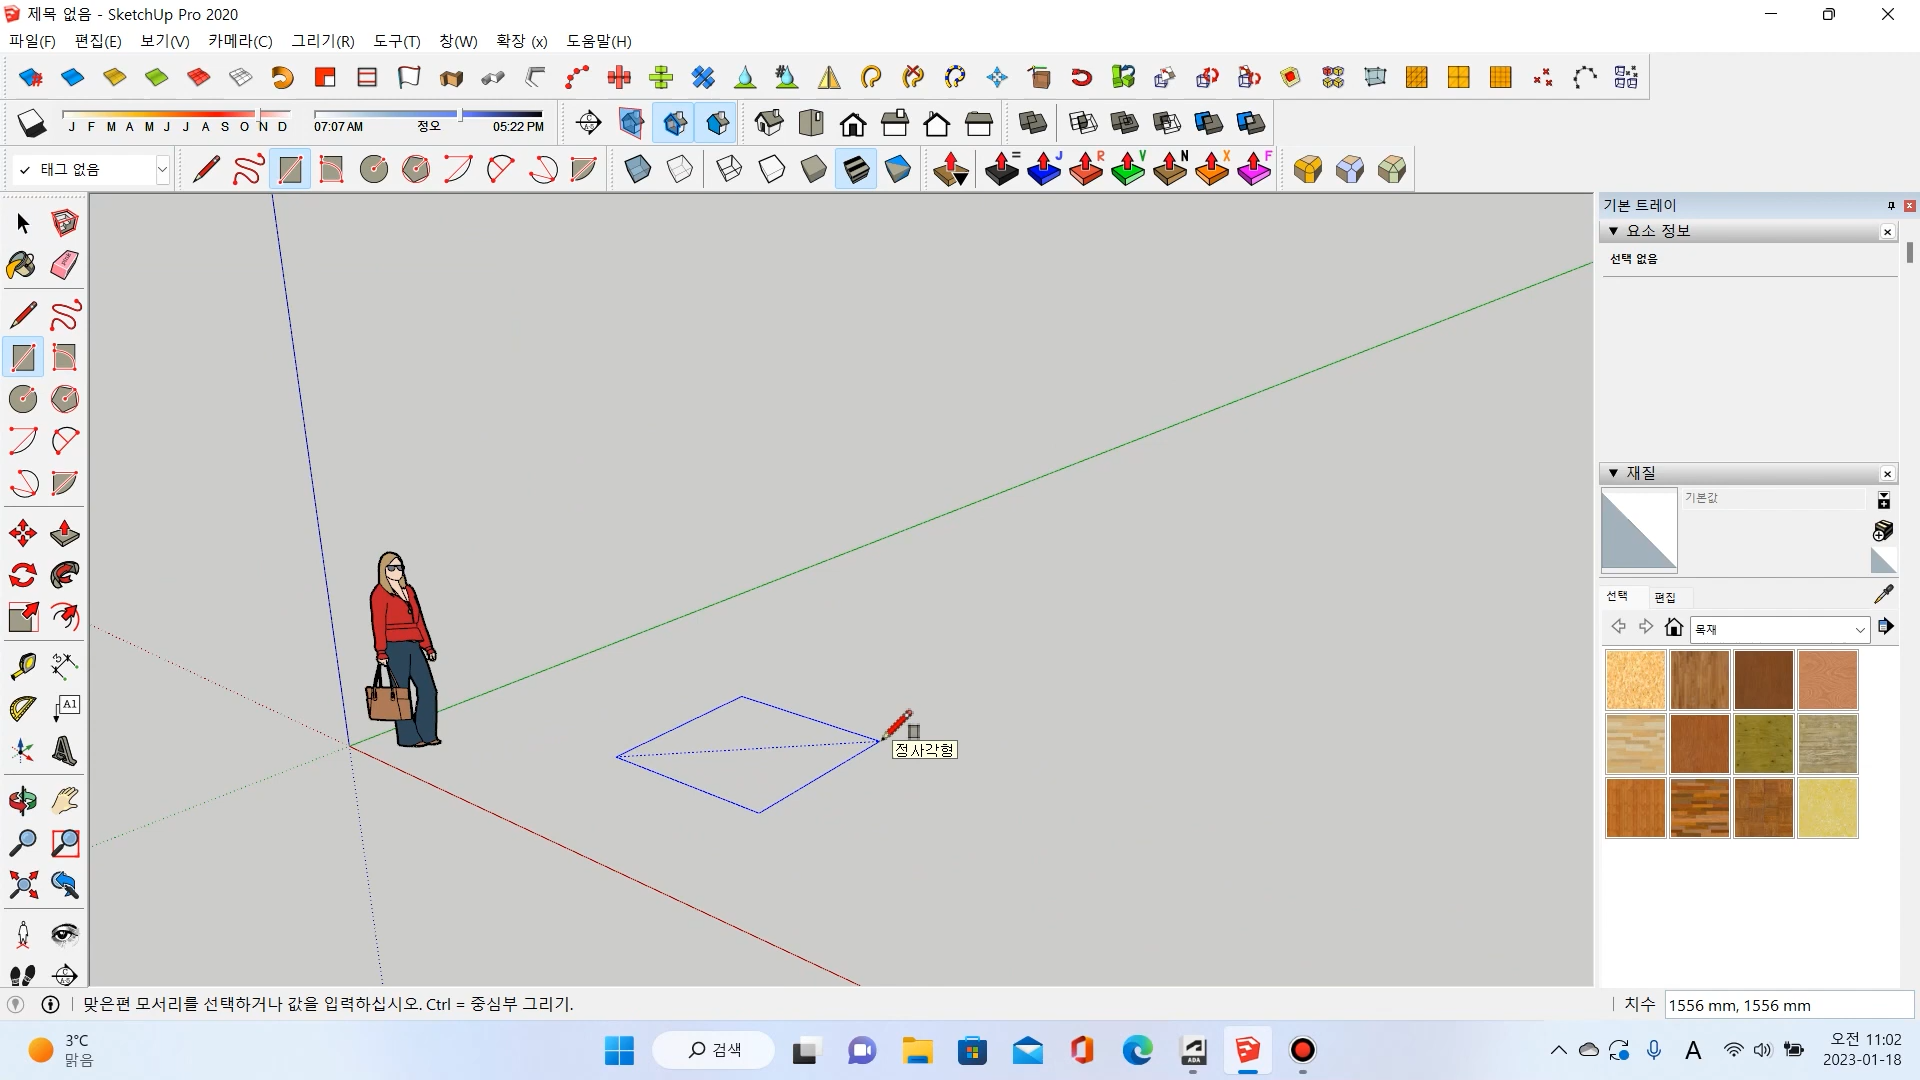 제목 없음 - SketchUp Pro 2020
파일(F) 편집(E) 보기(V) 카메라(C) 그리기(R) 도구(T) 창(W) 확장 (x) 도움말(H)
J F M A M J J A S O N D 07:07 AM 정오 05:22 PM
✓ 태그 없음
= J R V N X F
기본 트레이
▼ 요소 정보
선택 없음
▼ 재질
기본값
선택 편집
목재
A1
정사각형
맞은편 모서리를 선택하거나 값을 입력하십시오. Ctrl = 중심부 그리기.
치수 1556 mm, 1556 mm
3°C
맑음
검색
ADA
A
오전 11:02
2023-01-18